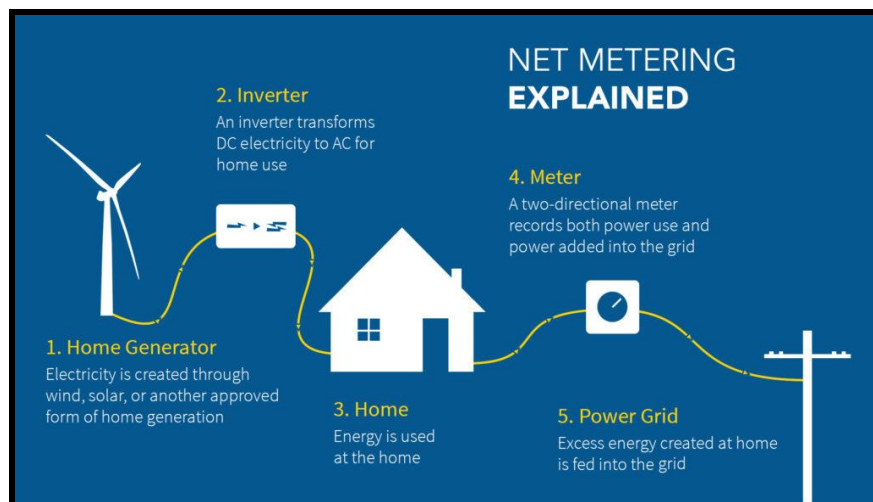 NET METERING
EXPLAINED
1. Home Generator
Electricity is created through
wind, solar, or another approved
form of home generation
2. Inverter
An inverter transforms
DC electricity to AC for
home use
3. Home
Energy is used
at the home
4. Meter
A two-directional meter
records both power use and
power added into the grid
5. Power Grid
Excess energy created at home
is fed into the grid